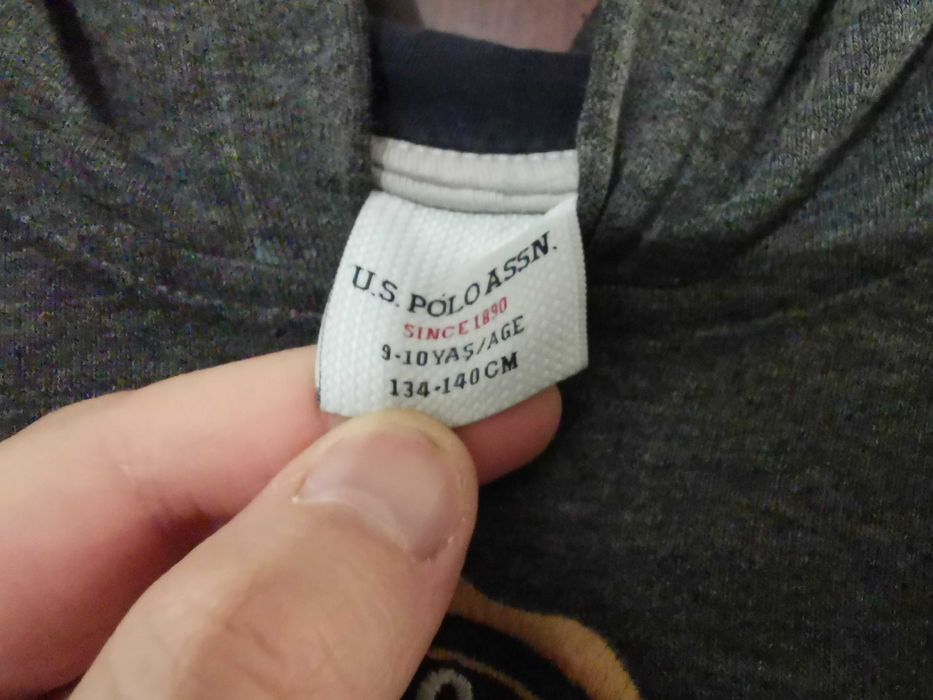 U.S. POLO ASSN.
SINCE 1890
9-10 YAŞ/AGE
134-140 CM